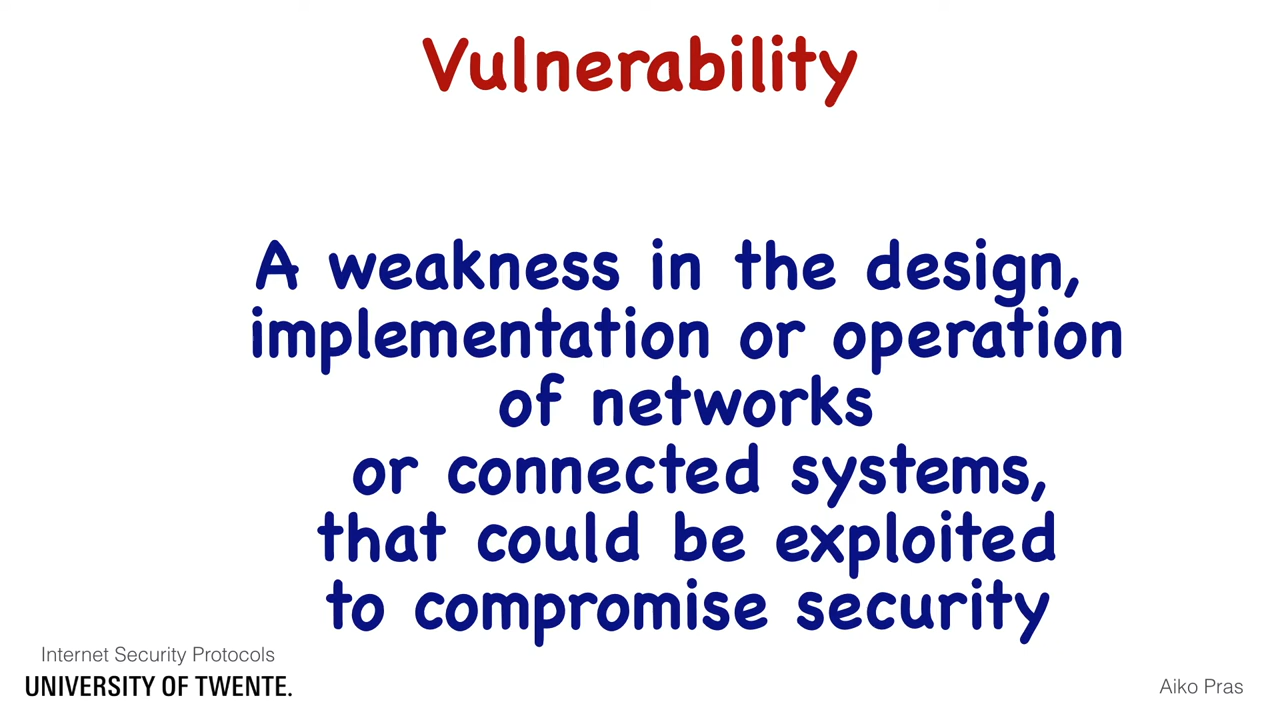 Vulnerability
A weakness in the design,
implementation or operation
of networks
or connected systems,
that could be exploited
to compromise security
Internet Security Protocols
UNIVERSITY OF TWENTE.
Aiko Pras